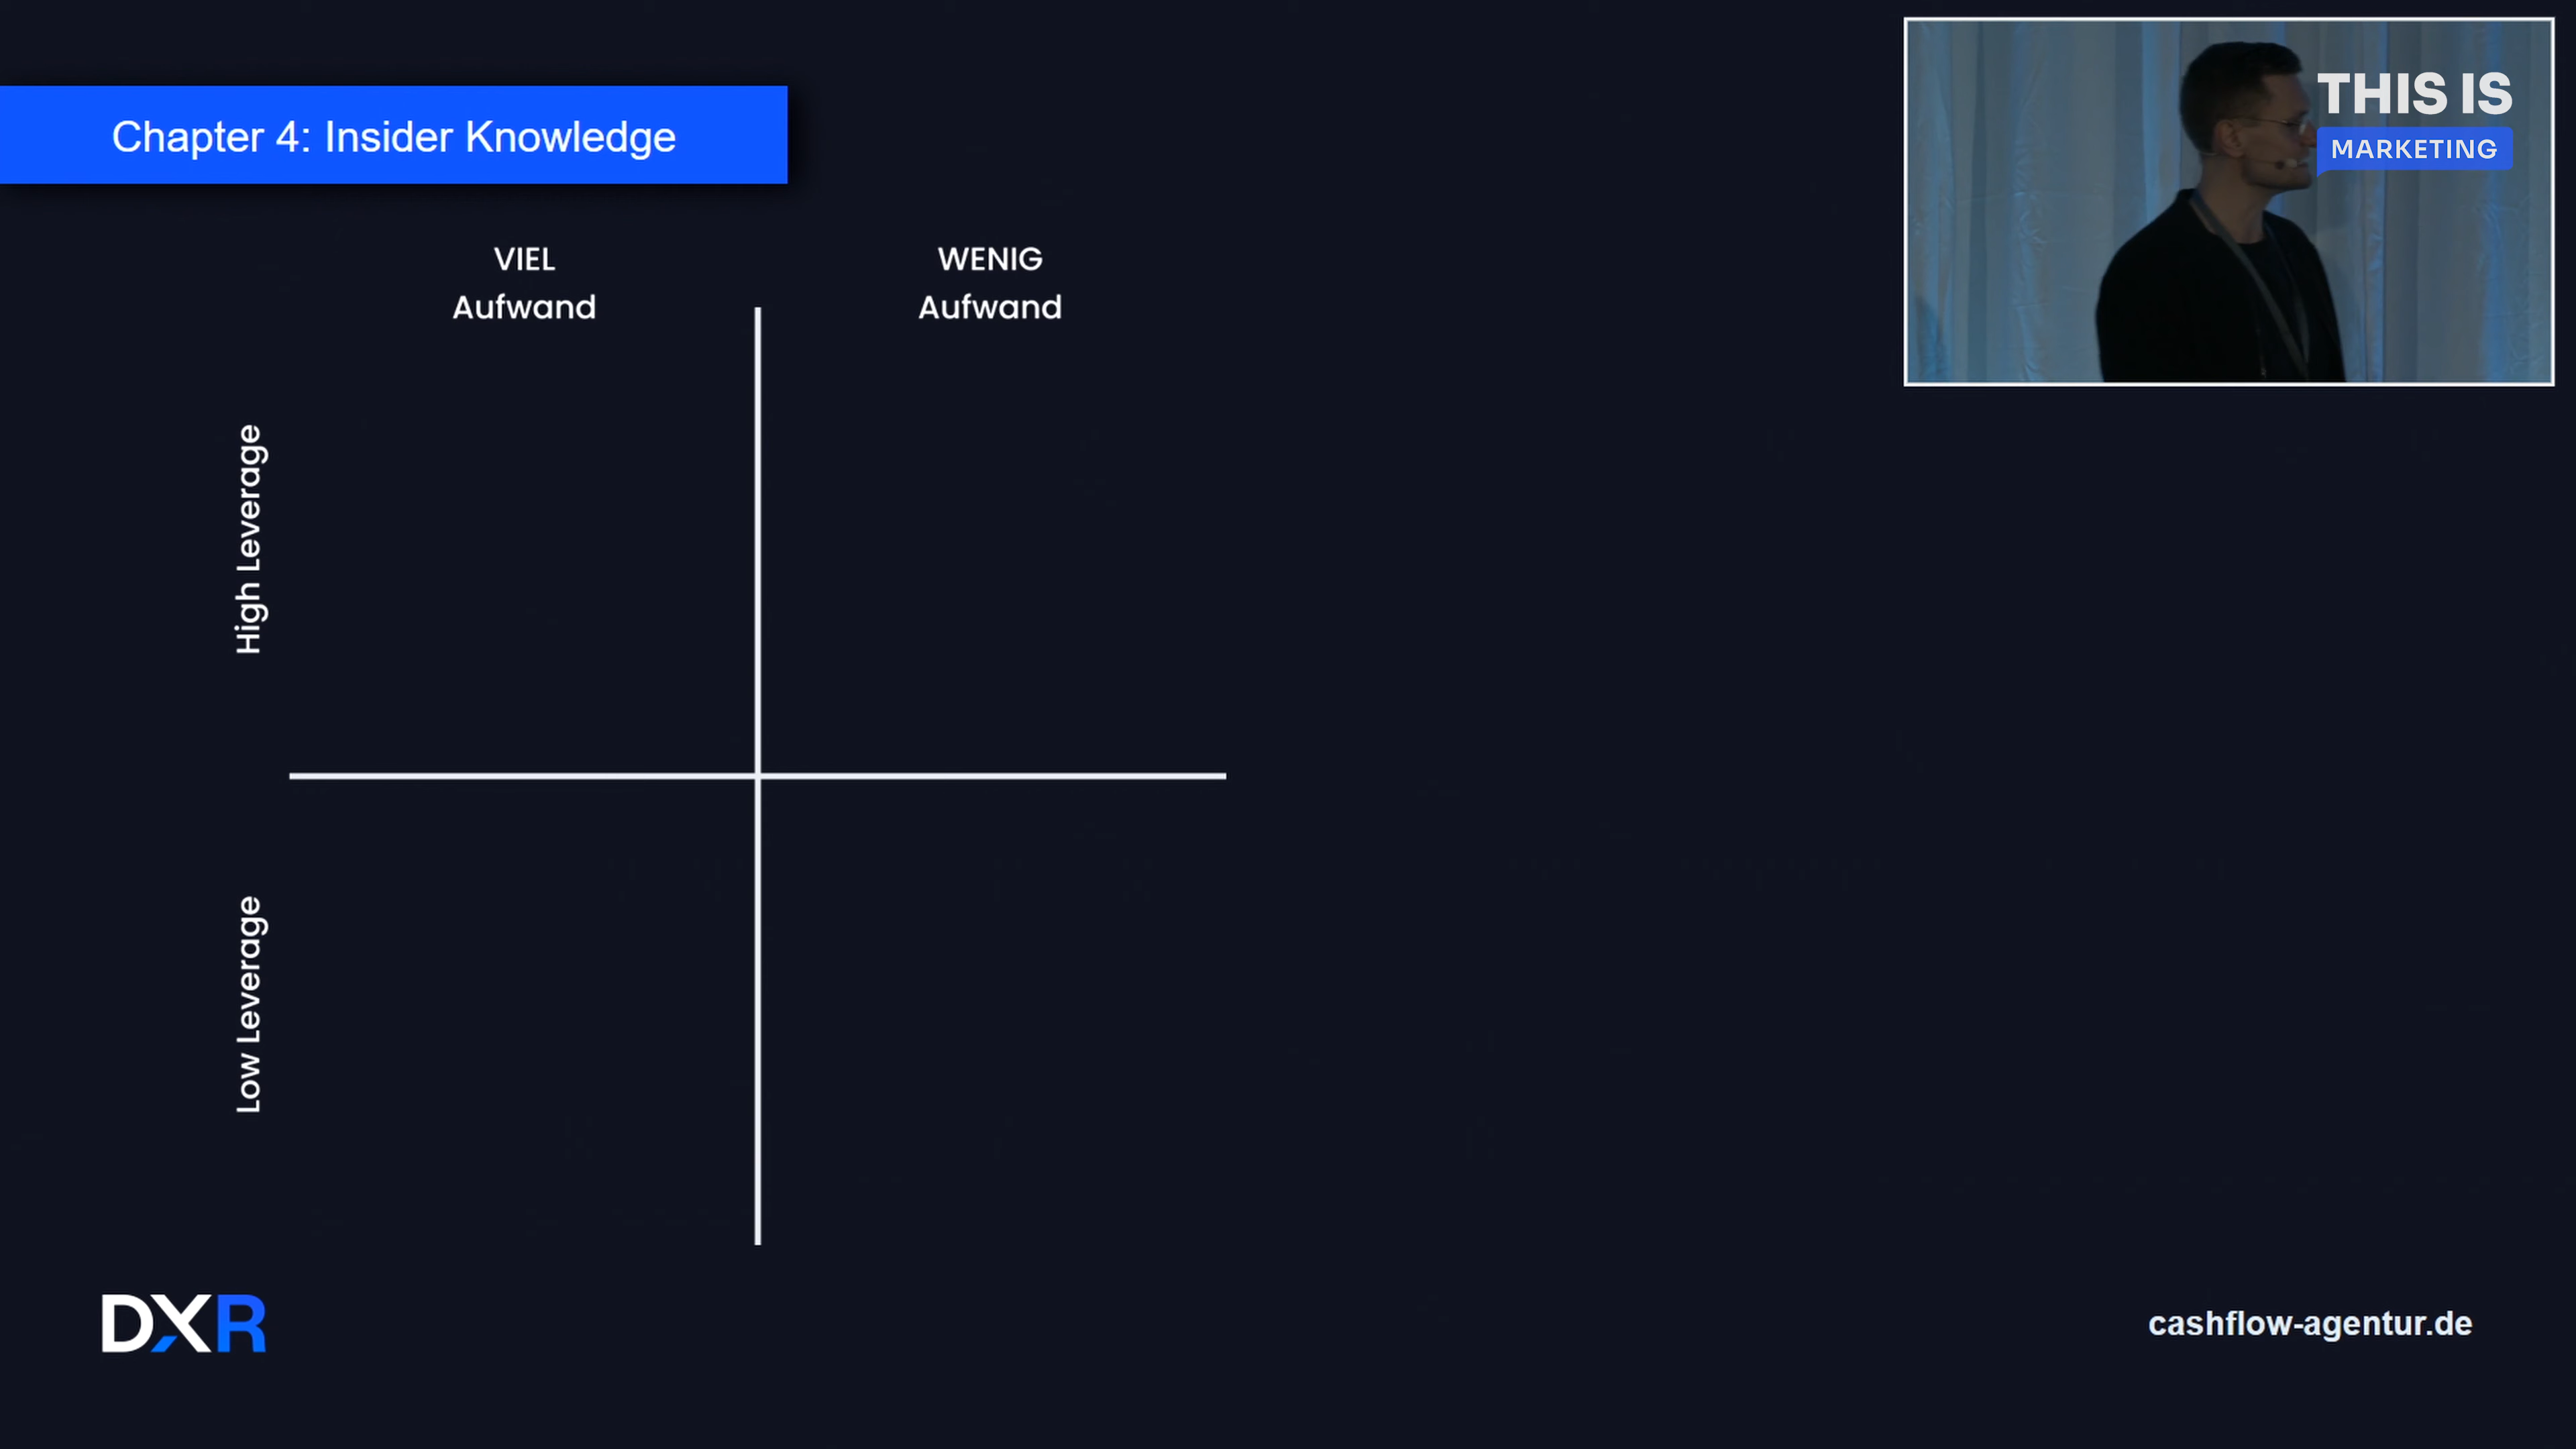 Chapter 4: Insider Knowledge
THIS IS
MARKETING
VIEL
Aufwand
WENIG
Aufwand
High Leverage
Low Leverage
DXR
cashflow-agentur.de